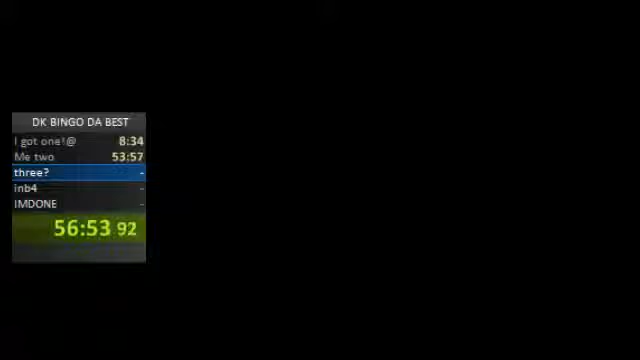 DK BINGO DA BEST
I got one!@ 8:34
Me two 53:57
three? -
inb4 -
IMDONE -
56:53 92